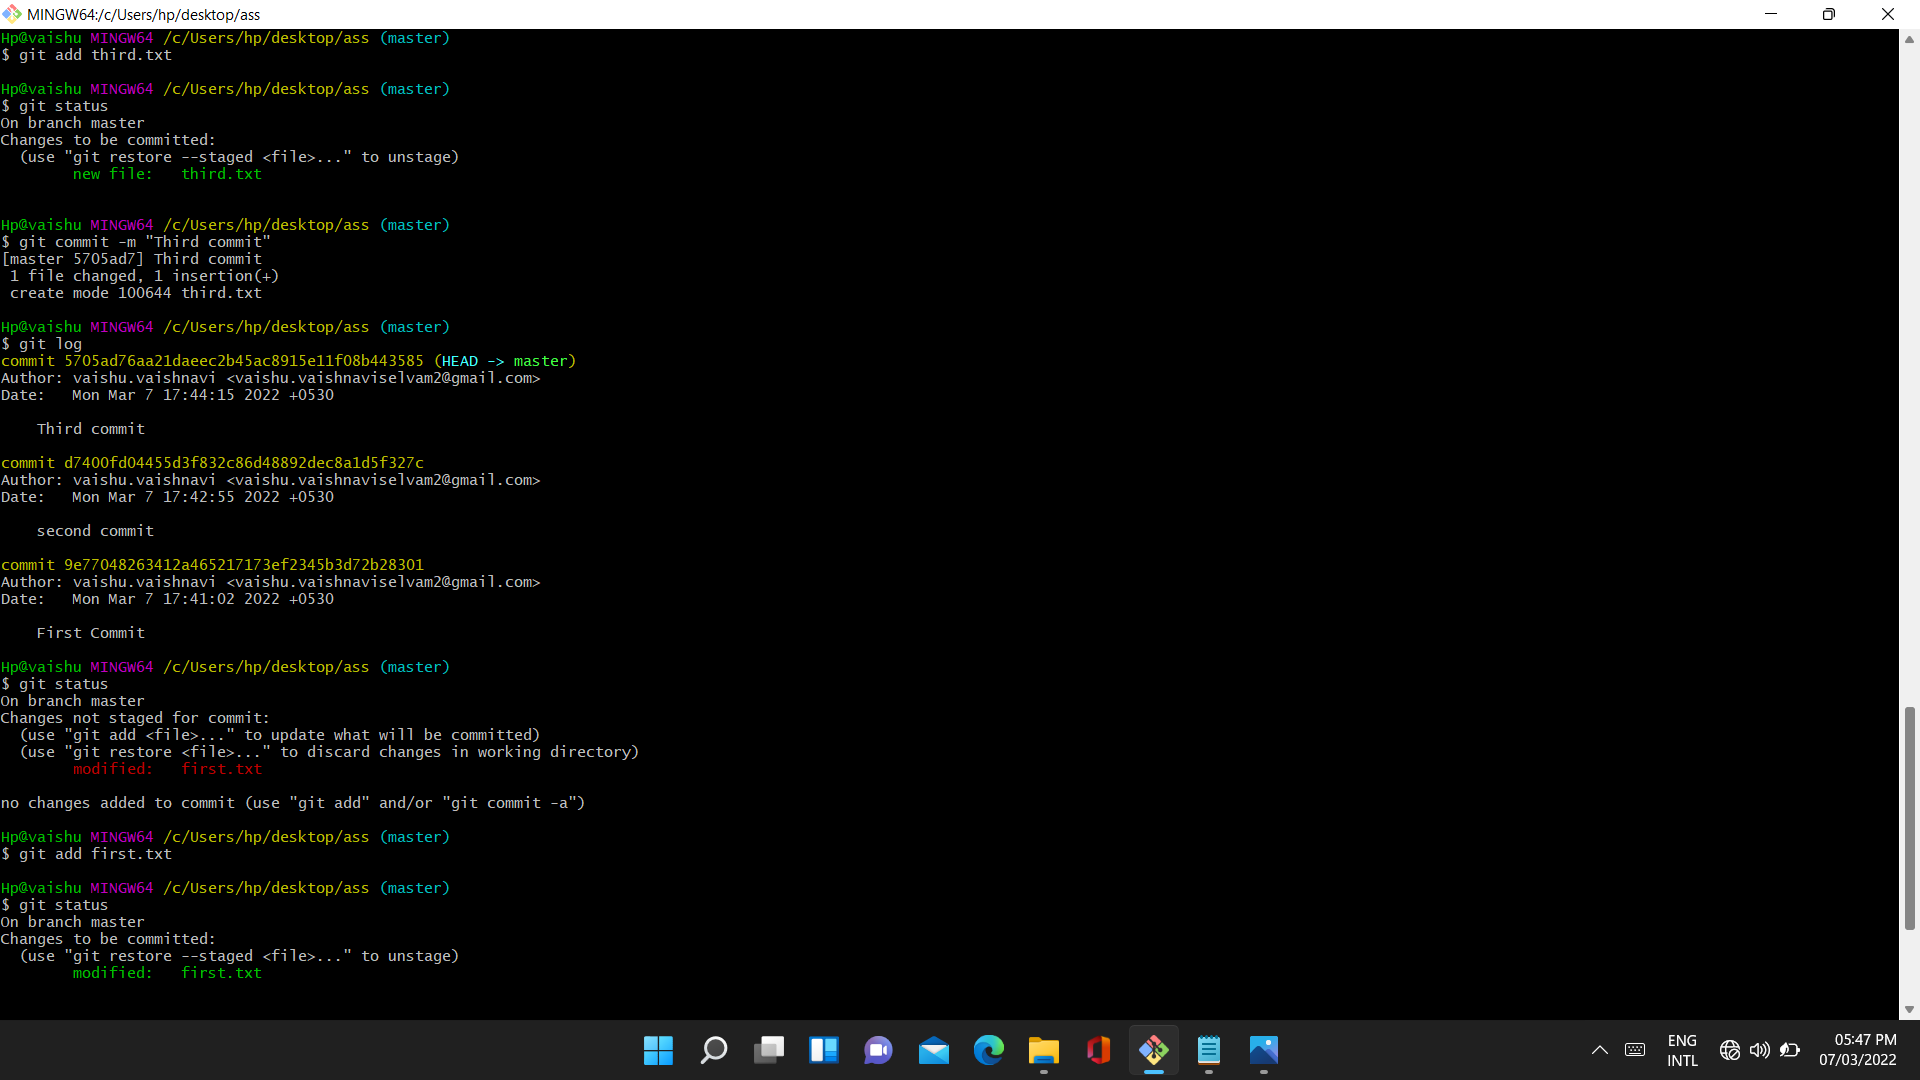 MINGW64:/c/Users/hp/desktop/ass
Hp@vaishu MINGW64 /c/Users/hp/desktop/ass (master)
$ git add third.txt
Hp@vaishu MINGW64 /c/Users/hp/desktop/ass (master)
$ git status
On branch master
Changes to be committed:
  (use "git restore --staged <file>..." to unstage)
        new file:   third.txt
Hp@vaishu MINGW64 /c/Users/hp/desktop/ass (master)
$ git commit -m "Third commit"
[master 5705ad7] Third commit
 1 file changed, 1 insertion(+)
 create mode 100644 third.txt
Hp@vaishu MINGW64 /c/Users/hp/desktop/ass (master)
$ git log
commit 5705ad76aa21daeec2b45ac8915e11f08b443585 (HEAD -> master)
Author: vaishu.vaishnavi <vaishu.vaishnaviselvam2@gmail.com>
Date:   Mon Mar 7 17:44:15 2022 +0530
    Third commit
commit d7400fd04455d3f832c86d48892dec8a1d5f327c
Author: vaishu.vaishnavi <vaishu.vaishnaviselvam2@gmail.com>
Date:   Mon Mar 7 17:42:55 2022 +0530
    second commit
commit 9e77048263412a465217173ef2345b3d72b28301
Author: vaishu.vaishnavi <vaishu.vaishnaviselvam2@gmail.com>
Date:   Mon Mar 7 17:41:02 2022 +0530
    First Commit
Hp@vaishu MINGW64 /c/Users/hp/desktop/ass (master)
$ git status
On branch master
Changes not staged for commit:
  (use "git add <file>..." to update what will be committed)
  (use "git restore <file>..." to discard changes in working directory)
        modified:   first.txt
no changes added to commit (use "git add" and/or "git commit -a")
Hp@vaishu MINGW64 /c/Users/hp/desktop/ass (master)
$ git add first.txt
Hp@vaishu MINGW64 /c/Users/hp/desktop/ass (master)
$ git status
On branch master
Changes to be committed:
  (use "git restore --staged <file>..." to unstage)
        modified:   first.txt
ENG
INTL
05:47 PM
07/03/2022